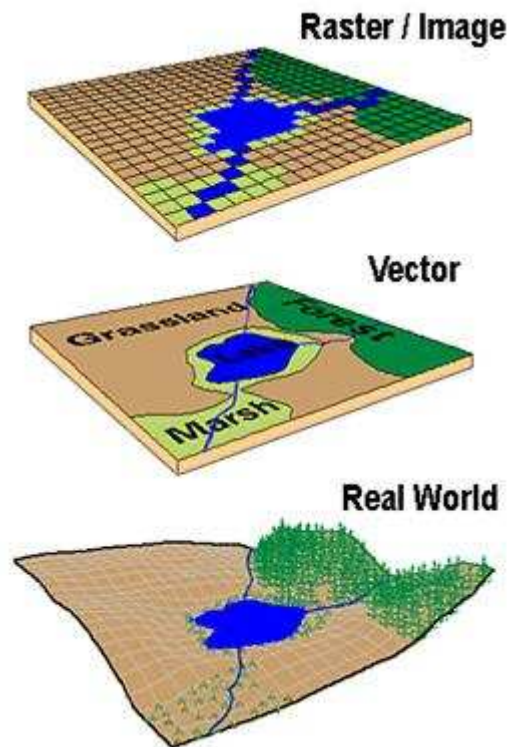 Raster / Image
Vector
Grassland
Forest
Lake
Marsh
Real World